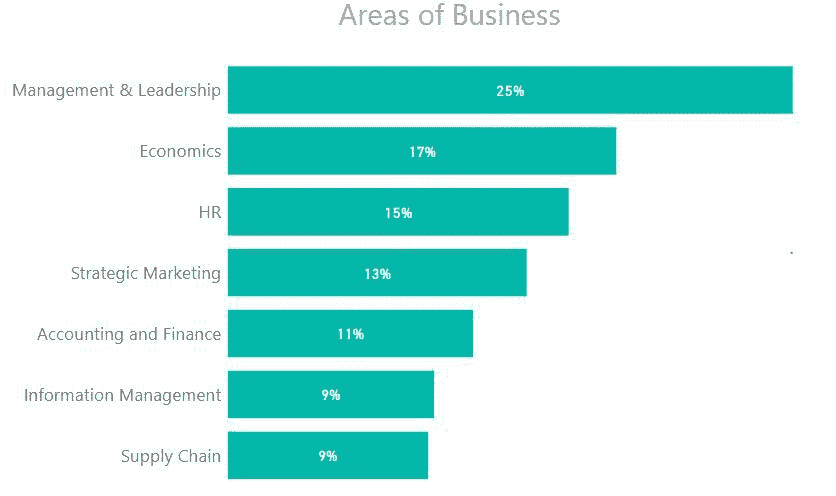 Areas of Business
Management & Leadership 25%
Economics 17%
HR 15%
Strategic Marketing 13%
Accounting and Finance 11%
Information Management 9%
Supply Chain 9%